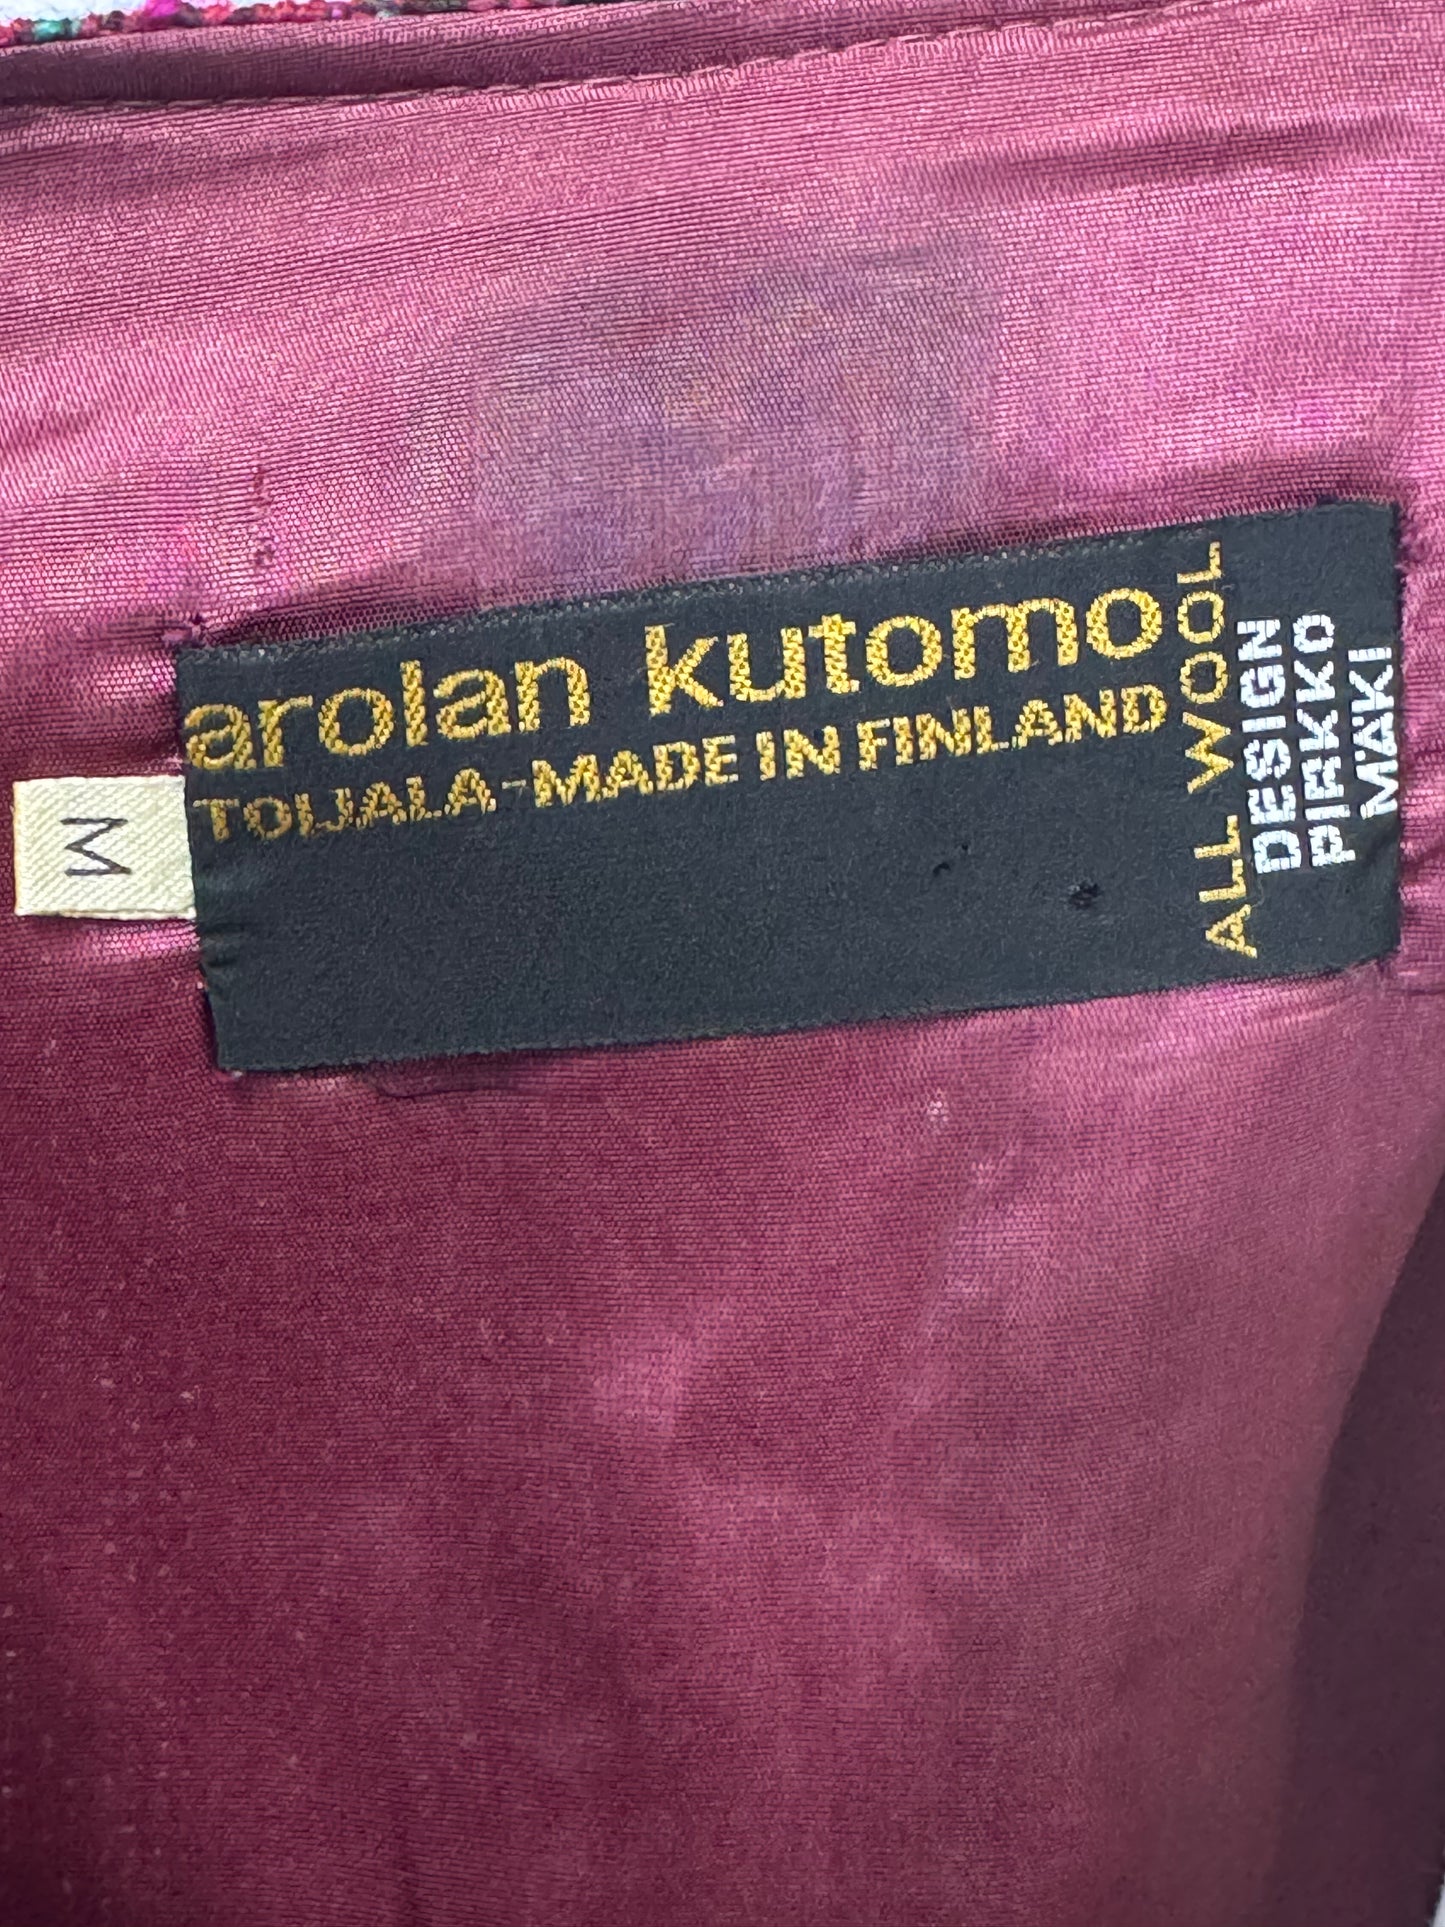 arolan kutomo
TOIJALA-MADE IN FINLAND
ALL WOOL
DESIGN
PIRKKO
MÄKI
M